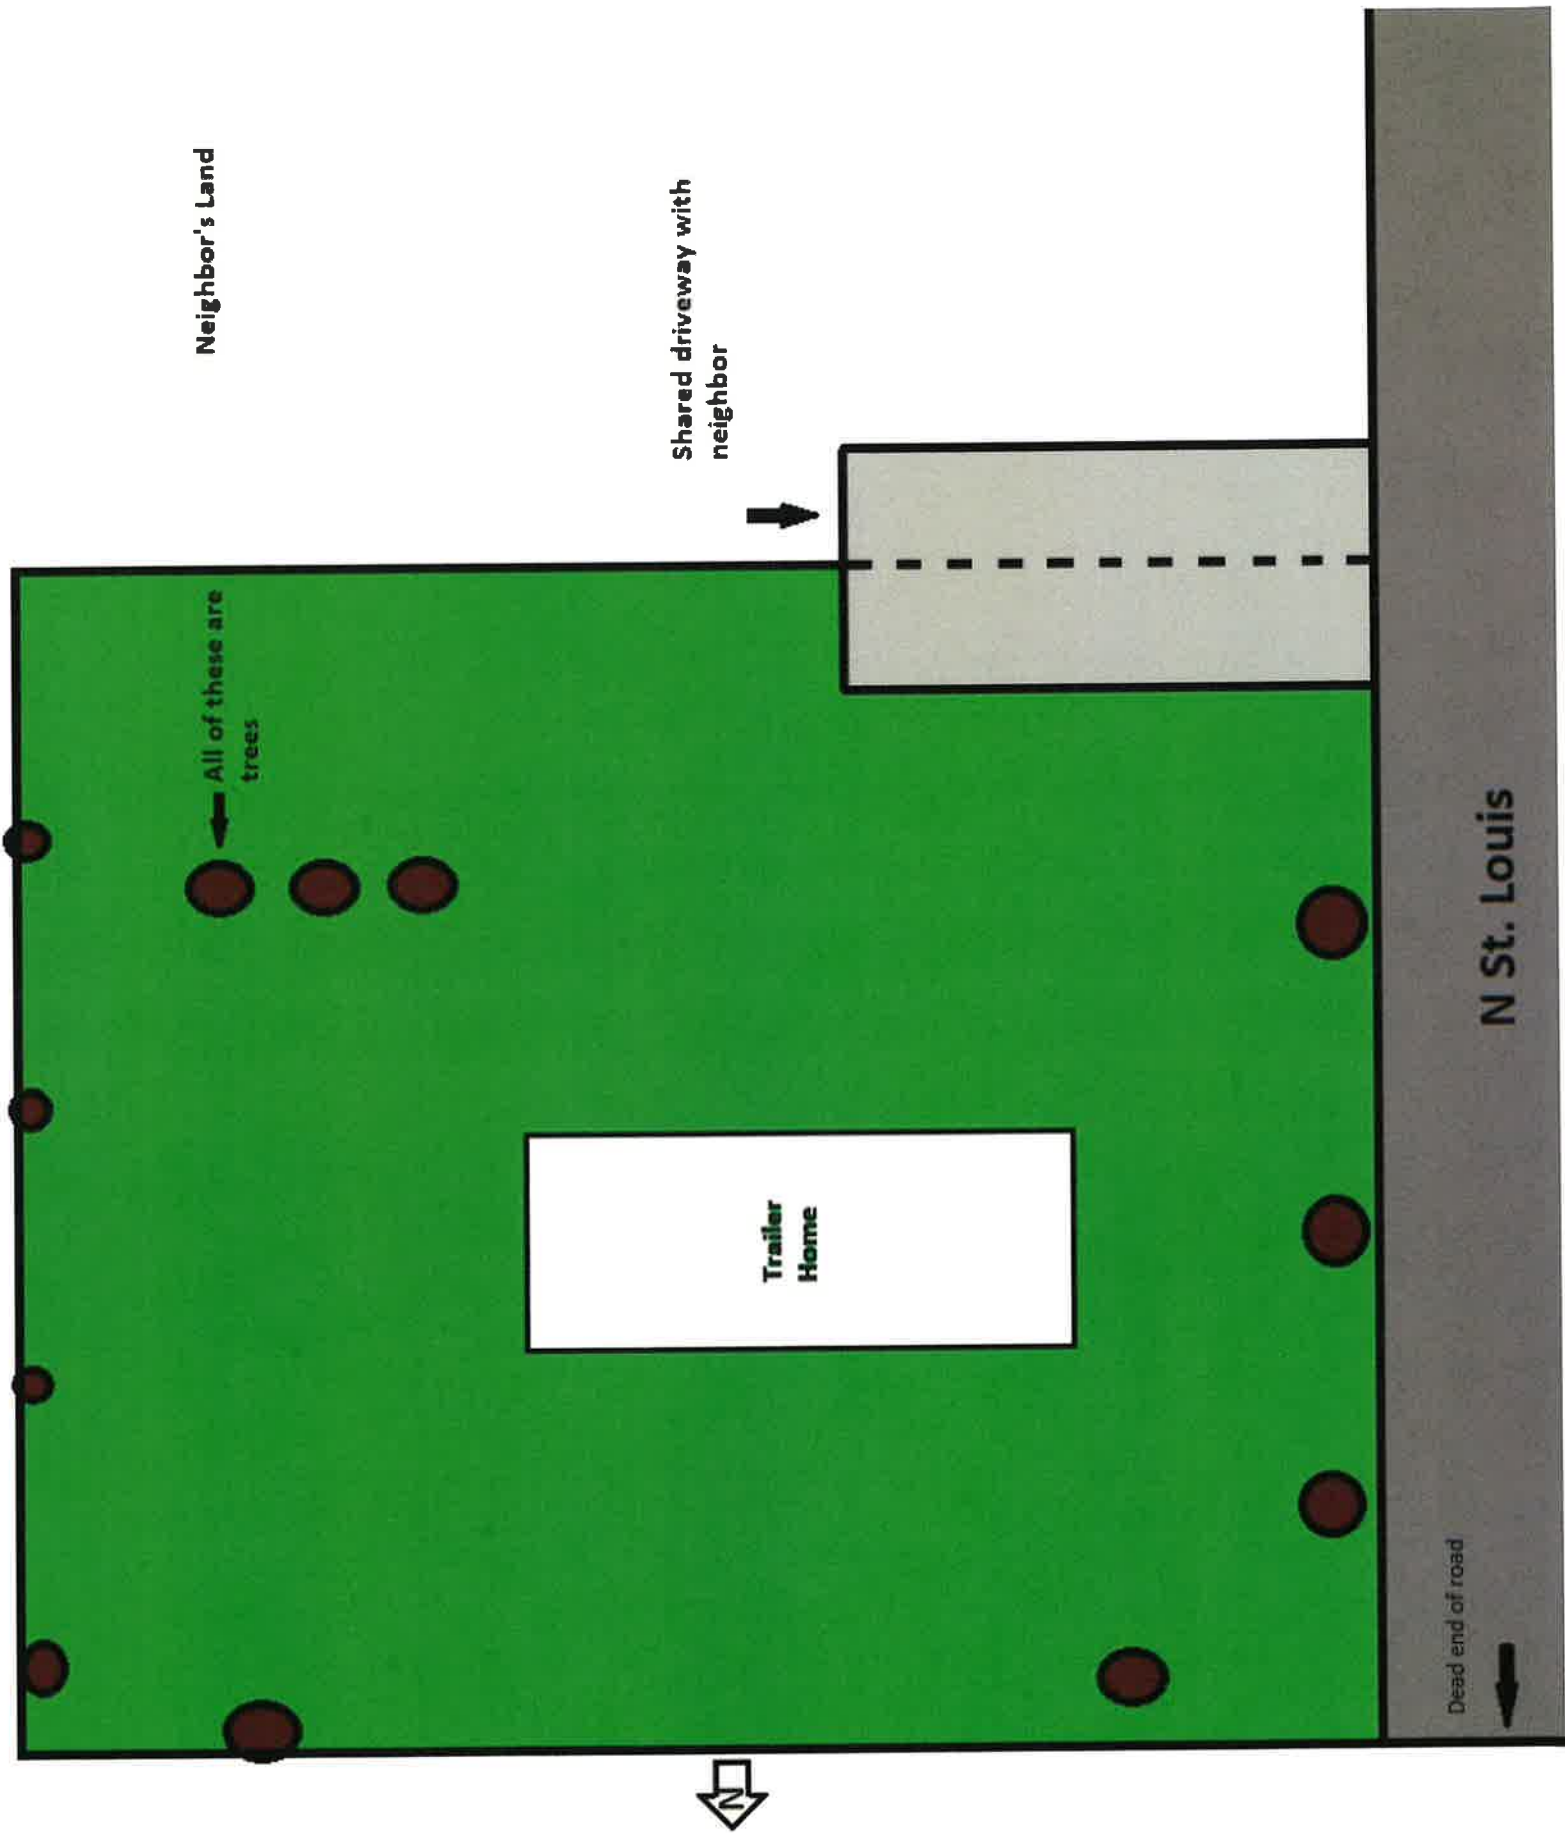 Neighbor's Land
Shared driveway with
neighbor
All of these are
trees
Trailer
Home
N St. Louis
Dead end of road
N